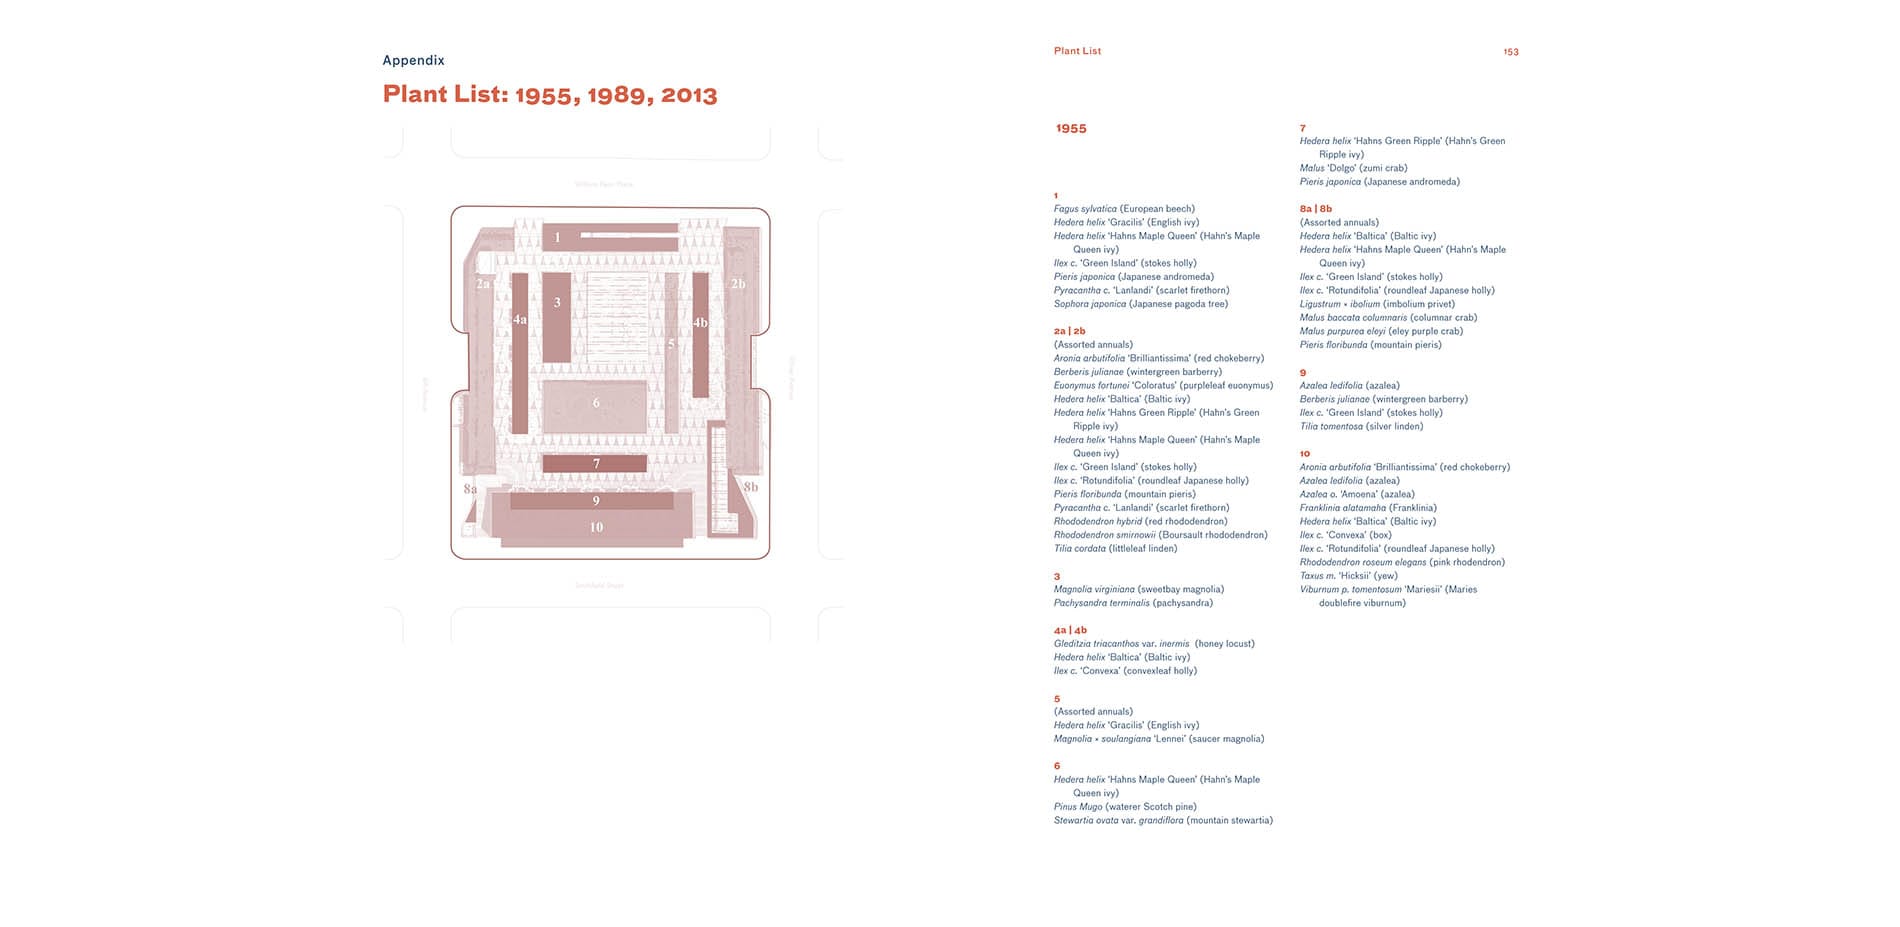 Appendix
Plant List: 1955, 1989, 2013
William Penn Place
1
2a
2b
3
4a
4b
5
6
7
8a
8b
9
10
Smithfield Street
Plant List
153
1955
1
Fagus sylvatica (European beech)
Hedera helix ‘Gracilis’ (English ivy)
Hedera helix ‘Hahns Maple Queen’ (Hahn’s Maple
Queen ivy)
Ilex c. ‘Green Island’ (stokes holly)
Pieris japonica (Japanese andromeda)
Pyracantha c. ‘Lanlandi’ (scarlet firethorn)
Sophora japonica (Japanese pagoda tree)
2a | 2b
(Assorted annuals)
Aronia arbutifolia ‘Brilliantissima’ (red chokeberry)
Berberis julianae (wintergreen barberry)
Euonymus fortunei ‘Coloratus’ (purpleleaf euonymus)
Hedera helix ‘Baltica’ (Baltic ivy)
Hedera helix ‘Hahns Green Ripple’ (Hahn’s Green
Ripple ivy)
Hedera helix ‘Hahns Maple Queen’ (Hahn’s Maple
Queen ivy)
Ilex c. ‘Green Island’ (stokes holly)
Ilex c. ‘Rotundifolia’ (roundleaf Japanese holly)
Pieris floribunda (mountain pieris)
Pyracantha c. ‘Lanlandi’ (scarlet firethorn)
Rhododendron hybrid (red rhododendron)
Rhododendron smirnowii (Boursault rhododendron)
Tilia cordata (littleleaf linden)
3
Magnolia virginiana (sweetbay magnolia)
Pachysandra terminalis (pachysandra)
4a | 4b
Gleditzia triacanthos var. inermis (honey locust)
Hedera helix ‘Baltica’ (Baltic ivy)
Ilex c. ‘Convexa’ (convexleaf holly)
5
(Assorted annuals)
Hedera helix ‘Gracilis’ (English ivy)
Magnolia × soulangiana ‘Lennei’ (saucer magnolia)
6
Hedera helix ‘Hahns Maple Queen’ (Hahn’s Maple
Queen ivy)
Pinus Mugo (waterer Scotch pine)
Stewartia ovata var. grandiflora (mountain stewartia)
7
Hedera helix ‘Hahns Green Ripple’ (Hahn’s Green
Ripple ivy)
Malus ‘Dolgo’ (zumi crab)
Pieris japonica (Japanese andromeda)
8a | 8b
(Assorted annuals)
Hedera helix ‘Baltica’ (Baltic ivy)
Hedera helix ‘Hahns Maple Queen’ (Hahn’s Maple
Queen ivy)
Ilex c. ‘Green Island’ (stokes holly)
Ilex c. ‘Rotundifolia’ (roundleaf Japanese holly)
Ligustrum × ibolium (imbolium privet)
Malus baccata columnaris (columnar crab)
Malus purpurea eleyi (eley purple crab)
Pieris floribunda (mountain pieris)
9
Azalea ledifolia (azalea)
Berberis julianae (wintergreen barberry)
Ilex c. ‘Green Island’ (stokes holly)
Tilia tomentosa (silver linden)
10
Aronia arbutifolia ‘Brilliantissima’ (red chokeberry)
Azalea ledifolia (azalea)
Azalea o. ‘Amoena’ (azalea)
Franklinia alatamaha (Franklinia)
Hedera helix ‘Baltica’ (Baltic ivy)
Ilex c. ‘Convexa’ (box)
Ilex c. ‘Rotundifolia’ (roundleaf Japanese holly)
Rhododendron roseum elegans (pink rhodendron)
Taxus m. ‘Hicksii’ (yew)
Viburnum p. tomentosum ‘Mariesii’ (Maries
doublefire viburnum)